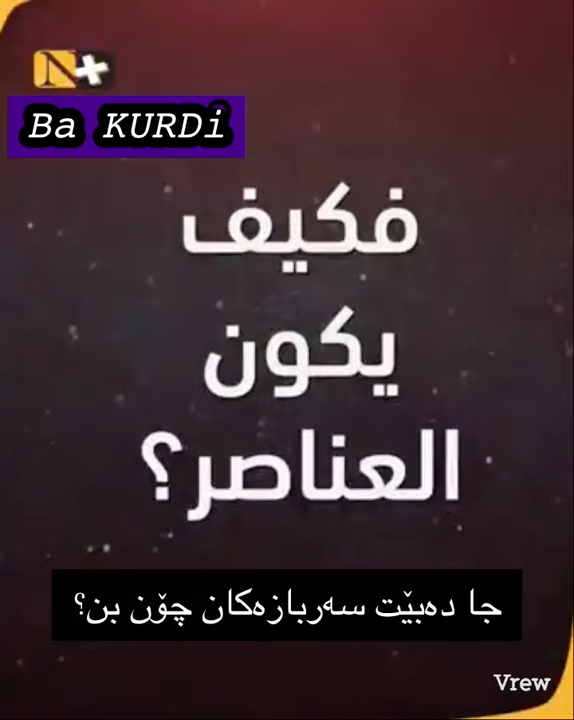 N+
Ba KURDi
فكيف
يكون
العناصر؟
جا دەبێت سەربازەکان چۆن بن؟
Vrew